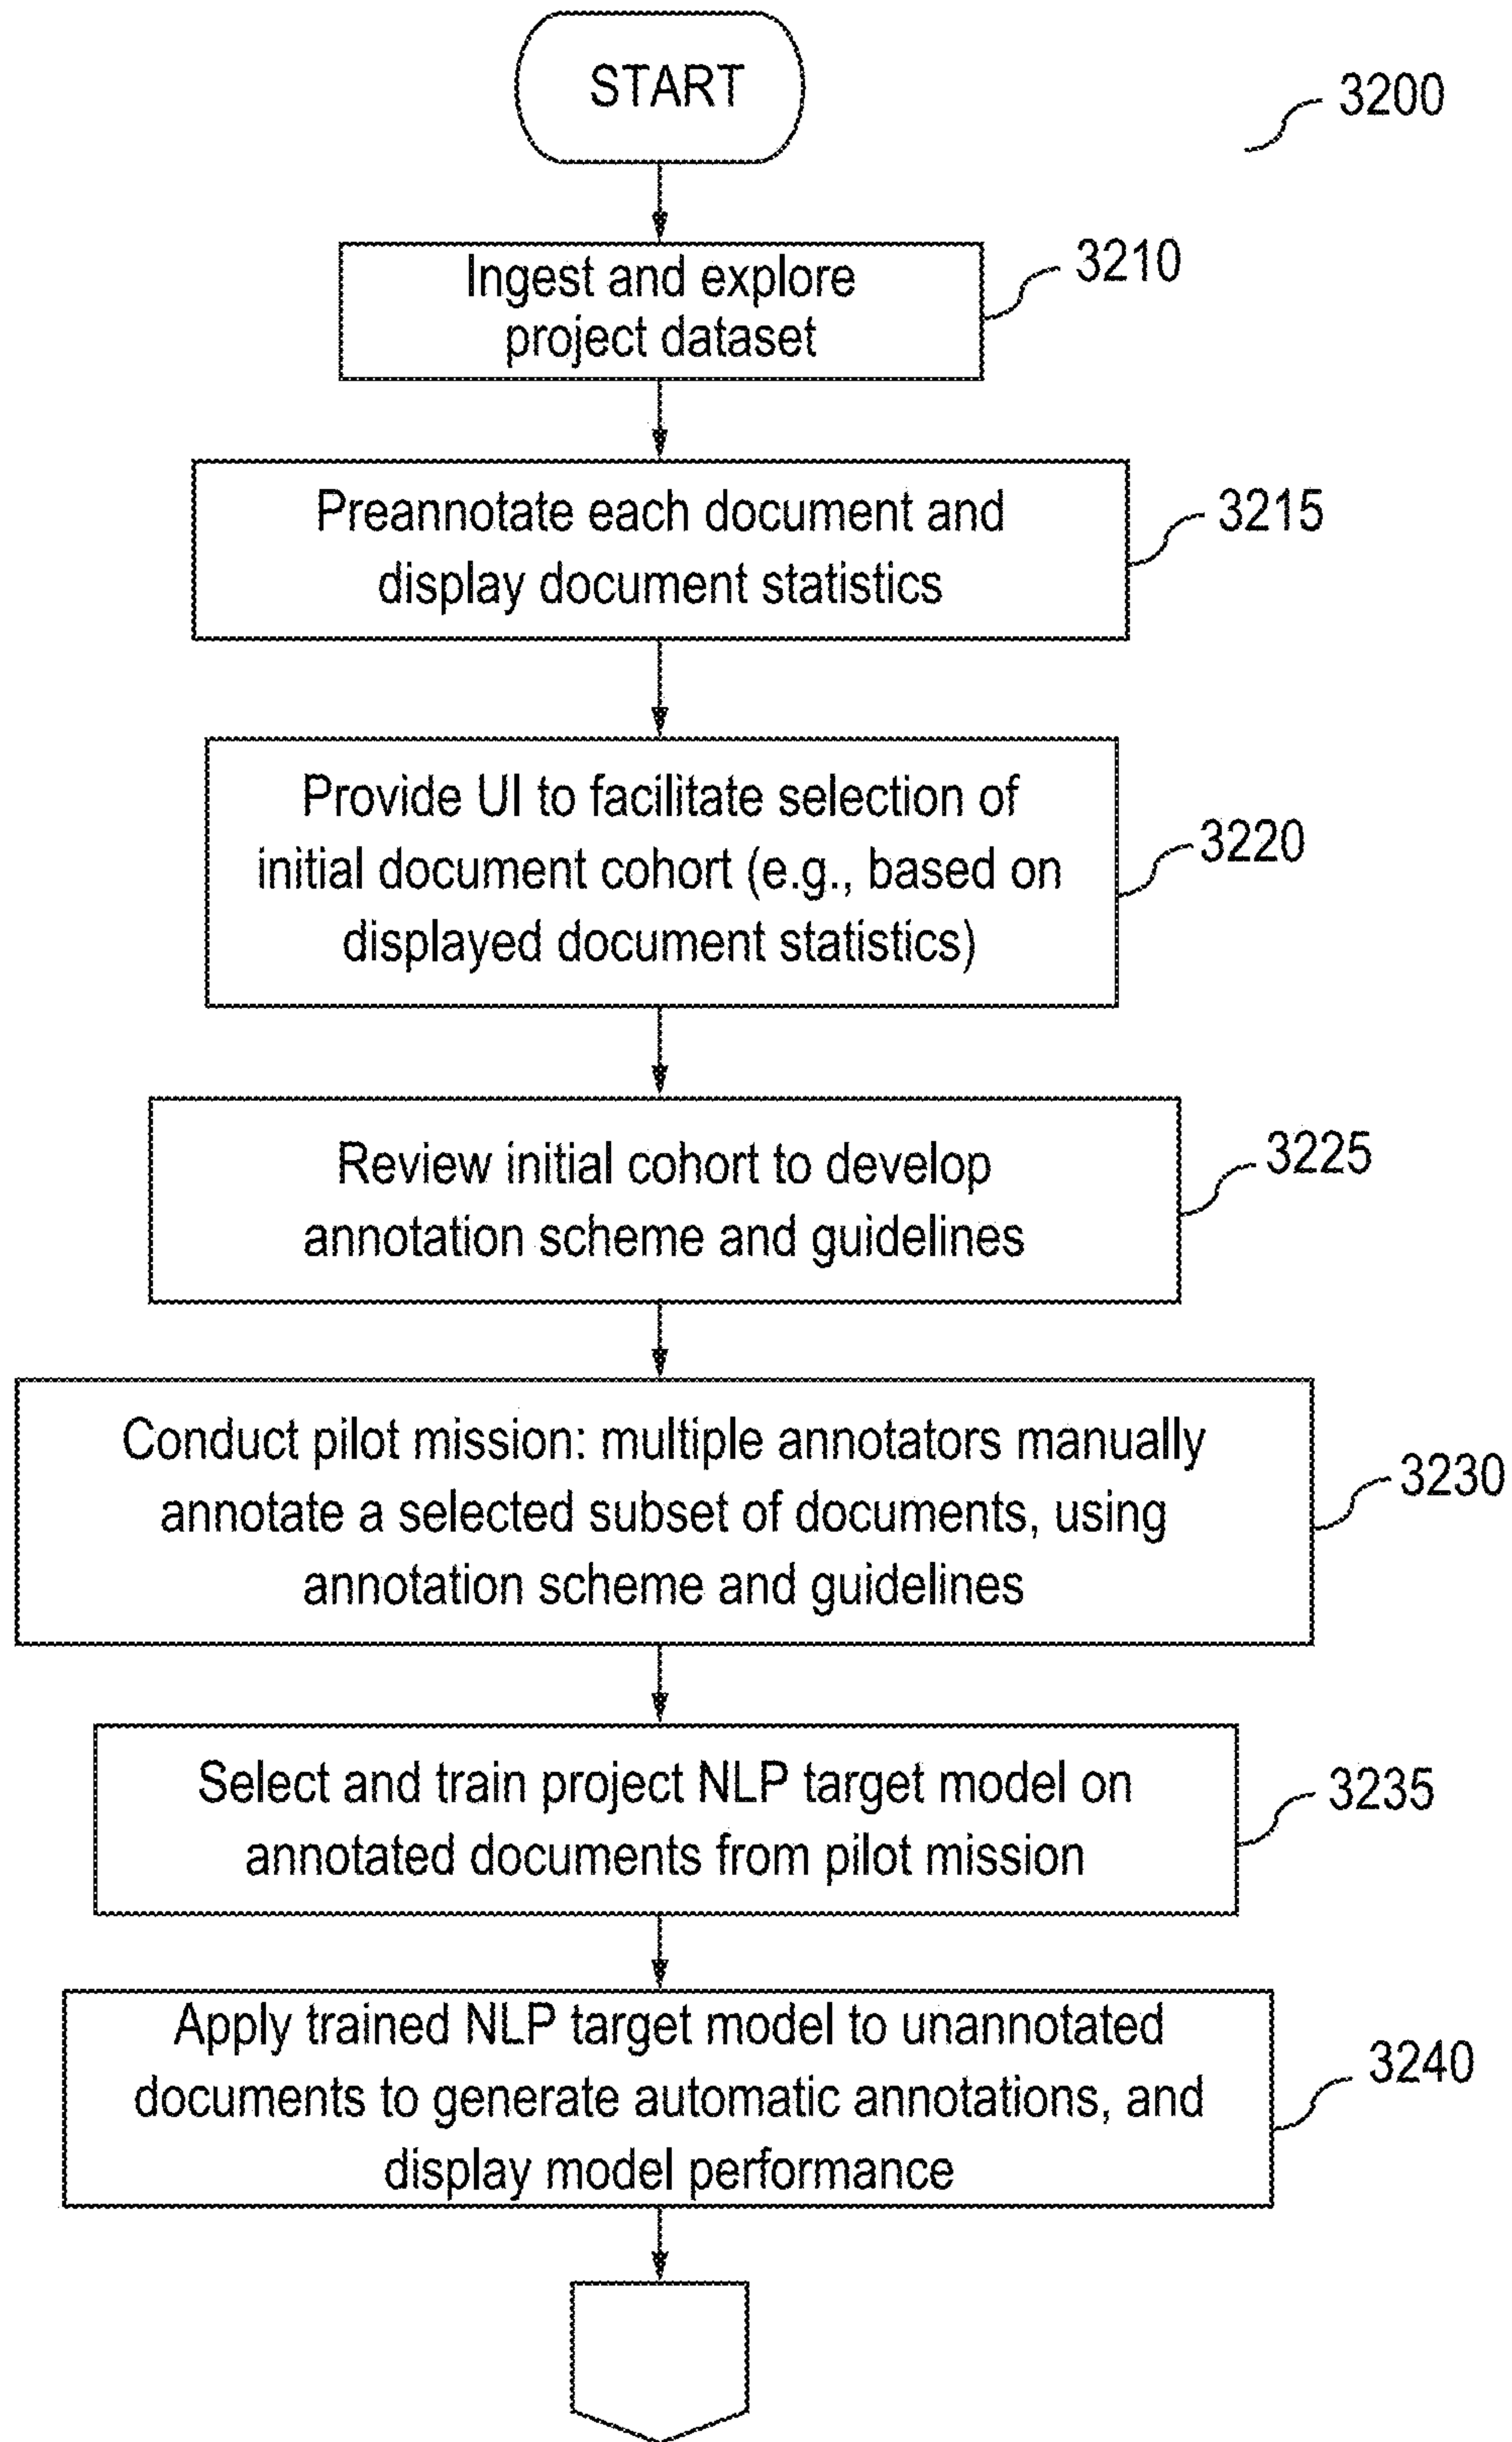 START
3200
Ingest and explore
project dataset
3210
Preannotate each document and
display document statistics
3215
Provide UI to facilitate selection of
initial document cohort (e.g., based on
displayed document statistics)
3220
Review initial cohort to develop
annotation scheme and guidelines
3225
Conduct pilot mission: multiple annotators manually
annotate a selected subset of documents, using
annotation scheme and guidelines
3230
Select and train project NLP target model on
annotated documents from pilot mission
3235
Apply trained NLP target model to unannotated
documents to generate automatic annotations, and
display model performance
3240